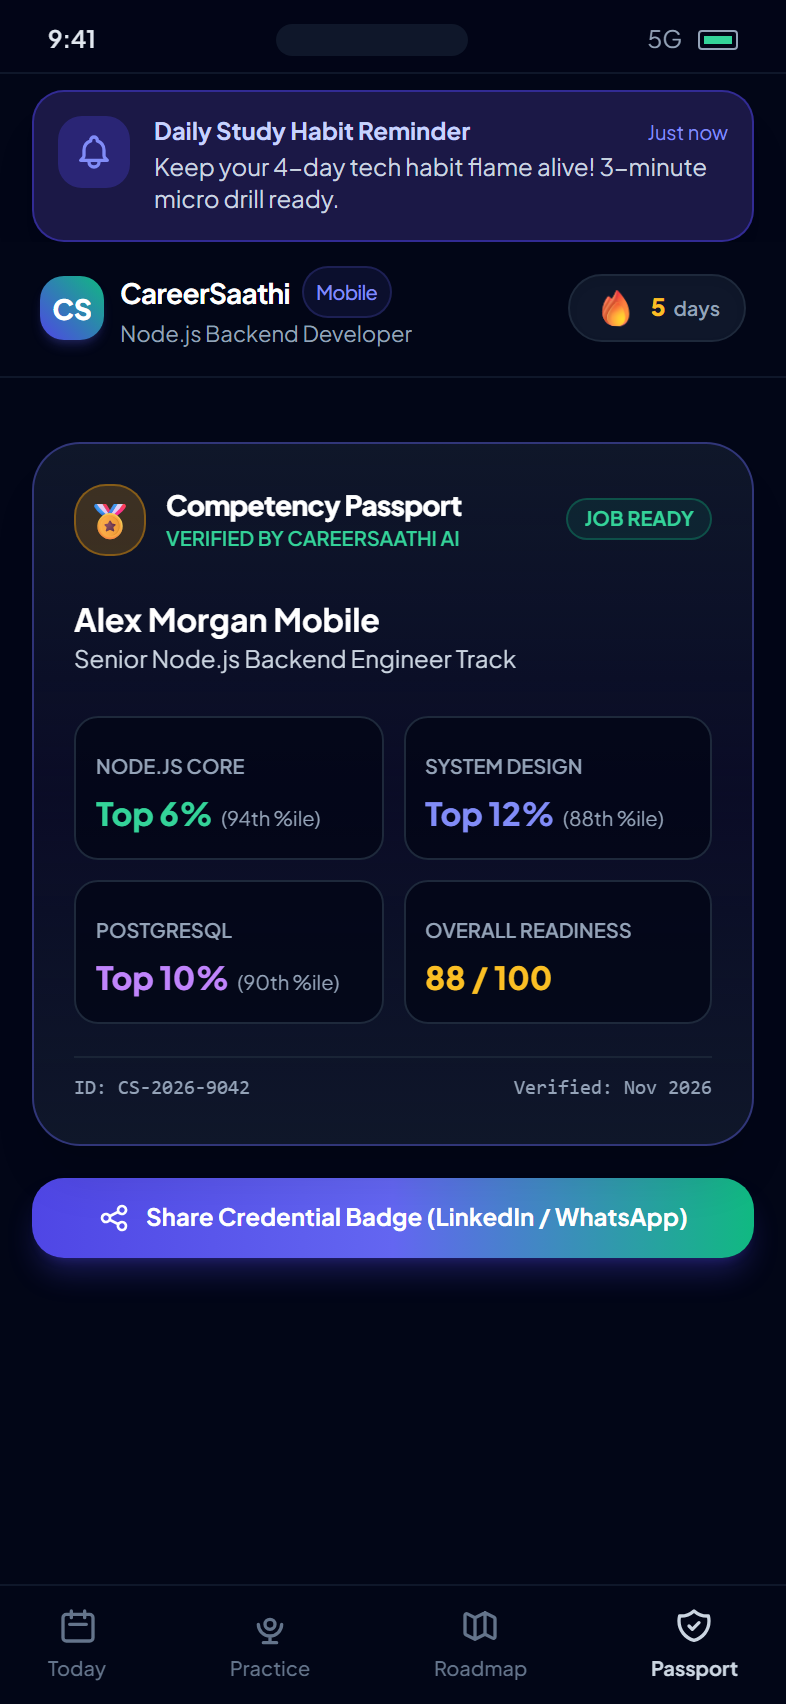 9:41
5G
Daily Study Habit Reminder
Just now
Keep your 4-day tech habit flame alive! 3-minute
micro drill ready.
CS
CareerSaathi
Mobile
Node.js Backend Developer
5 days
Competency Passport
VERIFIED BY CAREERSAATHI AI
JOB READY
Alex Morgan Mobile
Senior Node.js Backend Engineer Track
NODE.JS CORE
Top 6% (94th %ile)
SYSTEM DESIGN
Top 12% (88th %ile)
POSTGRESQL
Top 10% (90th %ile)
OVERALL READINESS
88 / 100
ID: CS-2026-9042
Verified: Nov 2026
Share Credential Badge (LinkedIn / WhatsApp)
Today
Practice
Roadmap
Passport